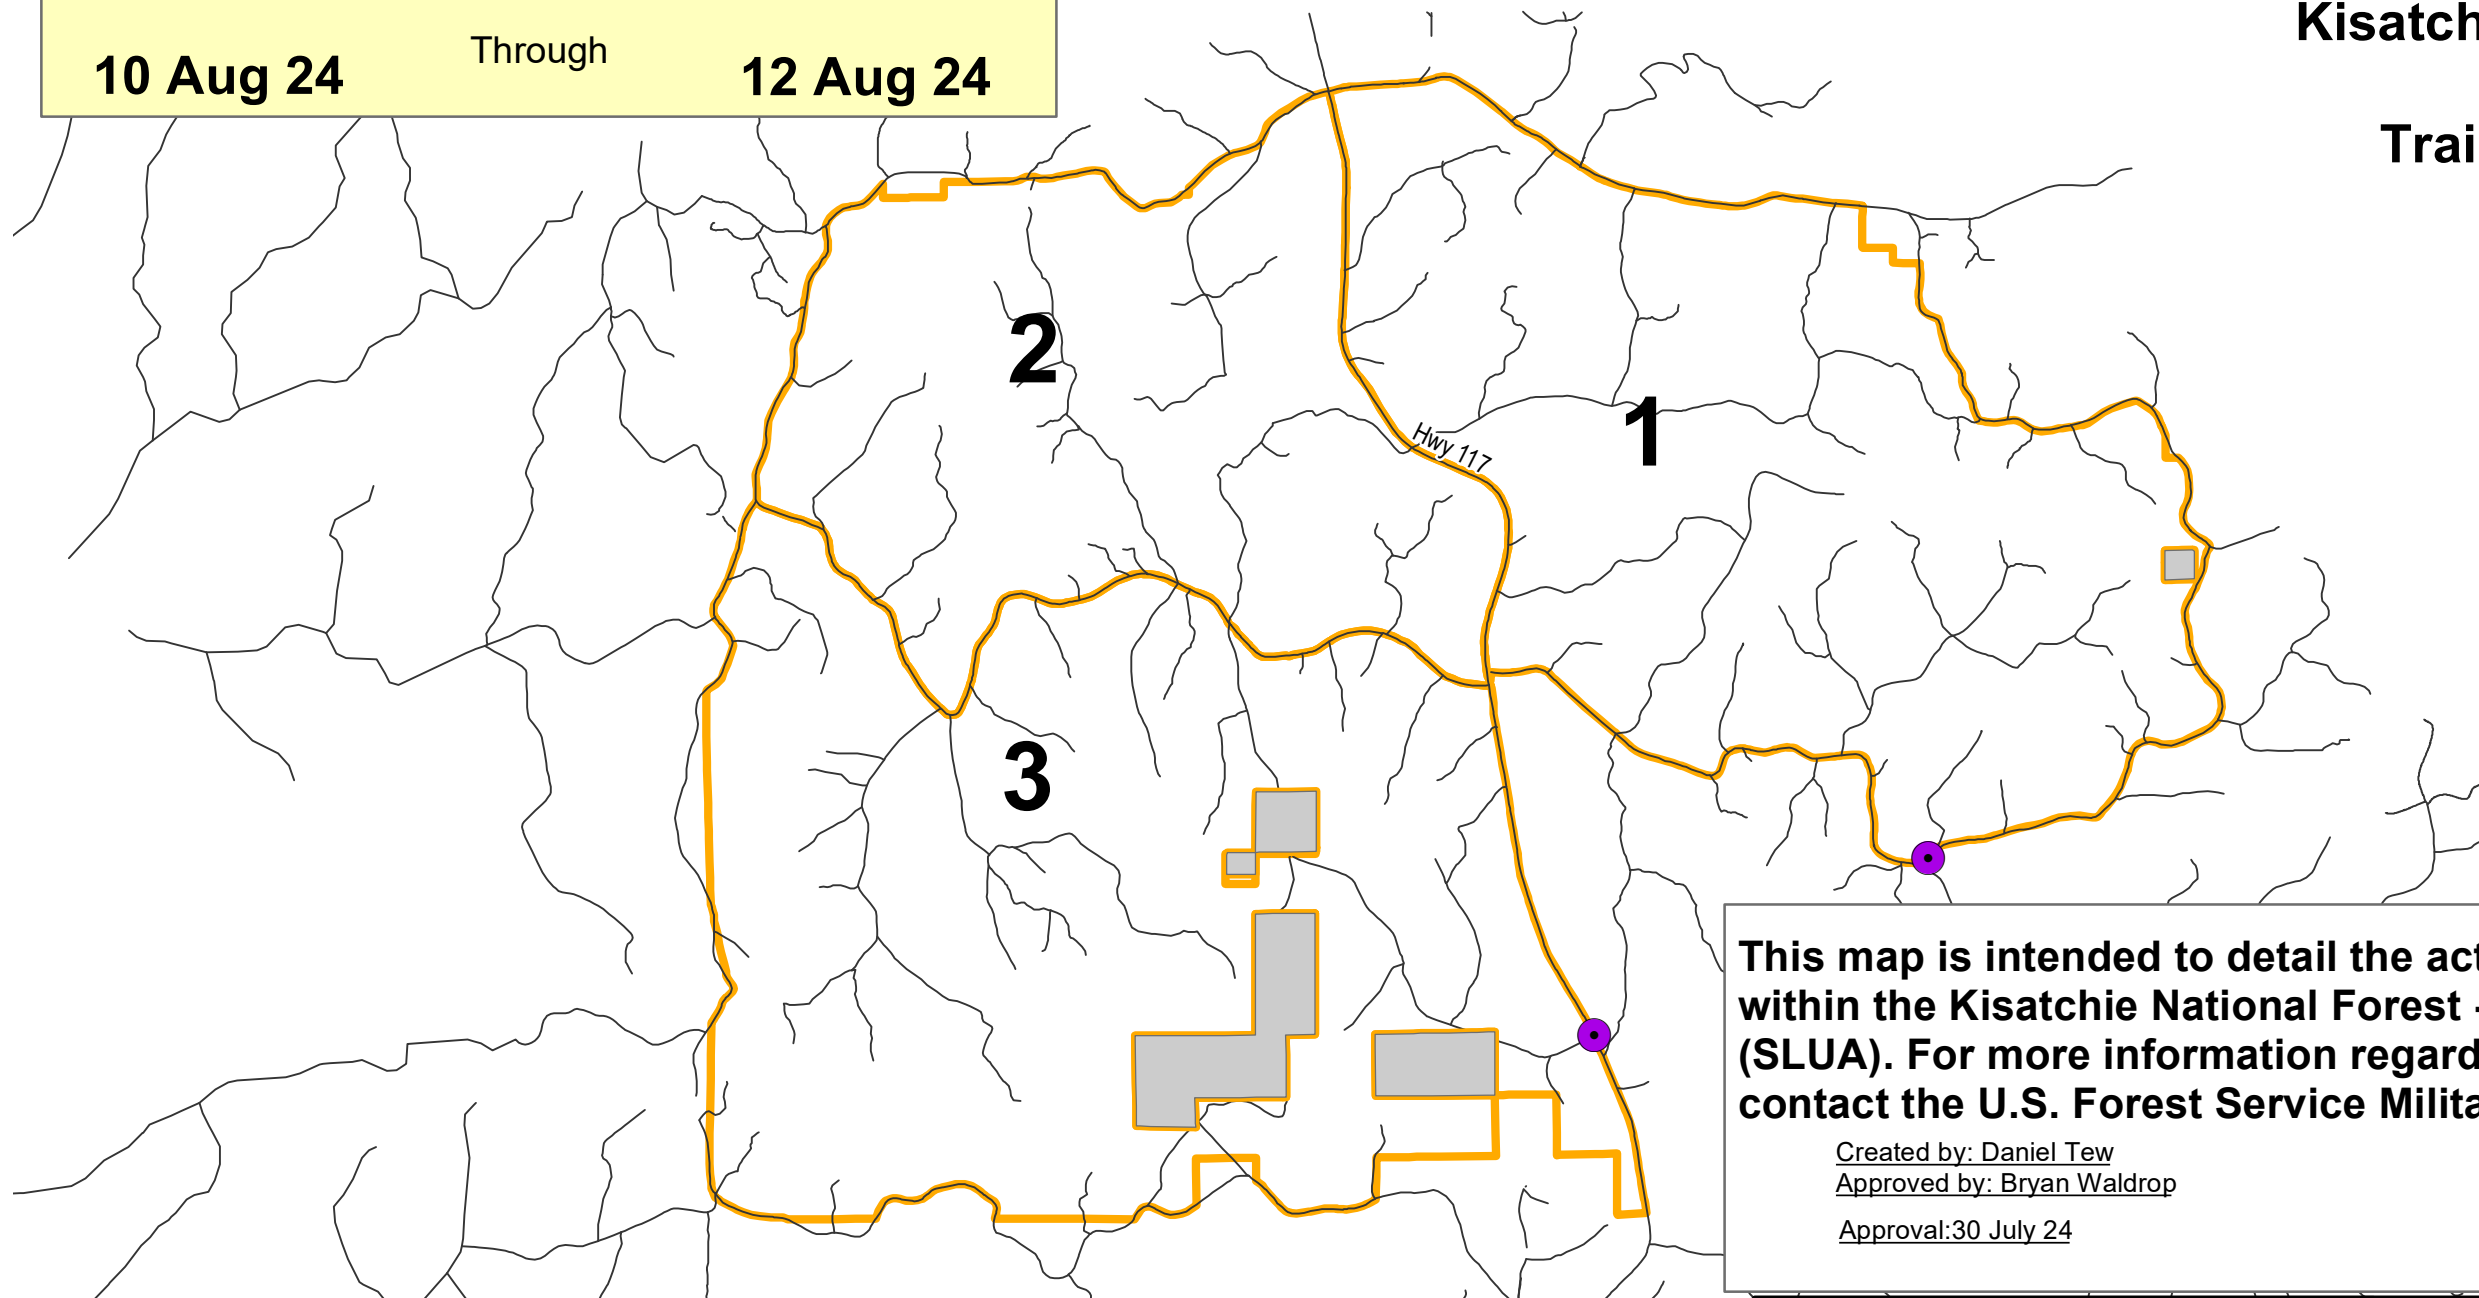 10 Aug 24 Through 12 Aug 24
Kisatch
Trai
2
1
Hwy 117
3
This map is intended to detail the act
within the Kisatchie National Forest -
(SLUA). For more information regard
contact the U.S. Forest Service Milita
Created by: Daniel Tew
Approved by: Bryan Waldrop
Approval:30 July 24